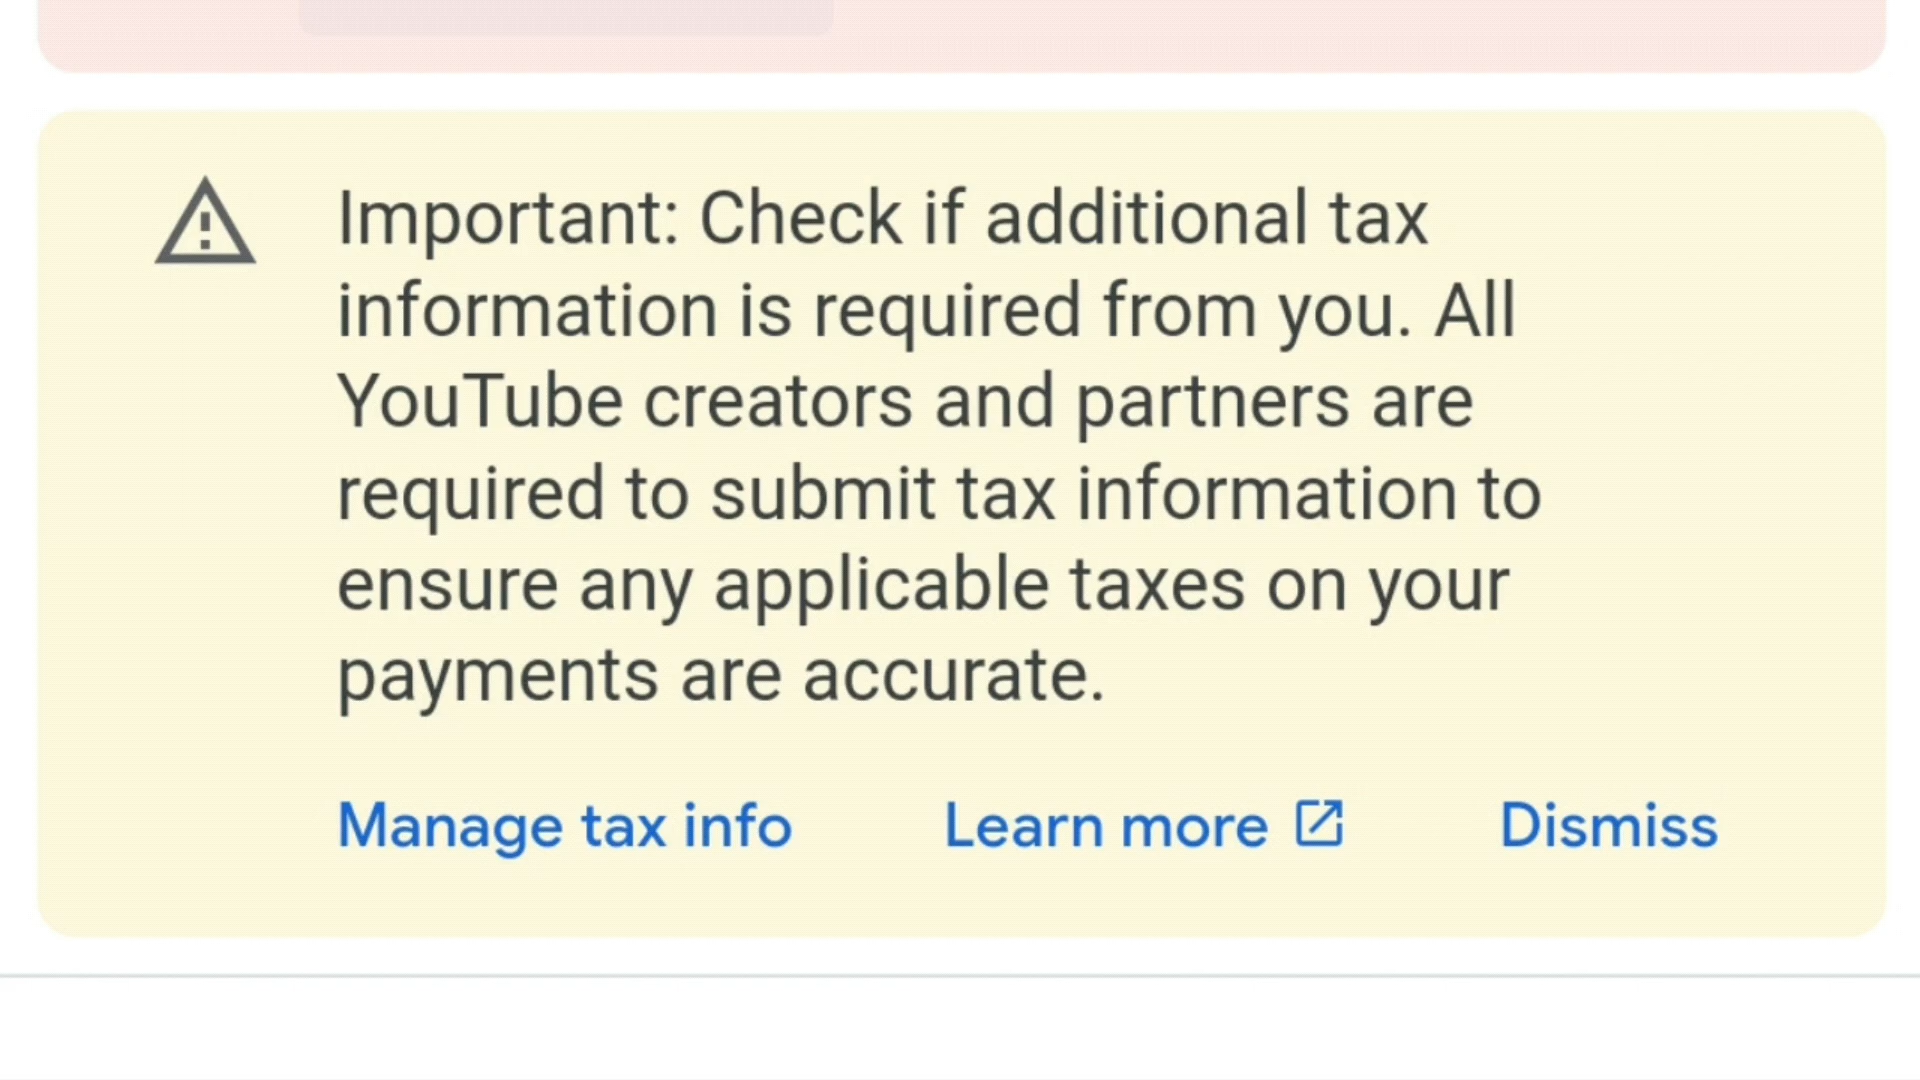 Important: Check if additional tax
information is required from you. All
YouTube creators and partners are
required to submit tax information to
ensure any applicable taxes on your
payments are accurate.
Manage tax info Learn more Dismiss